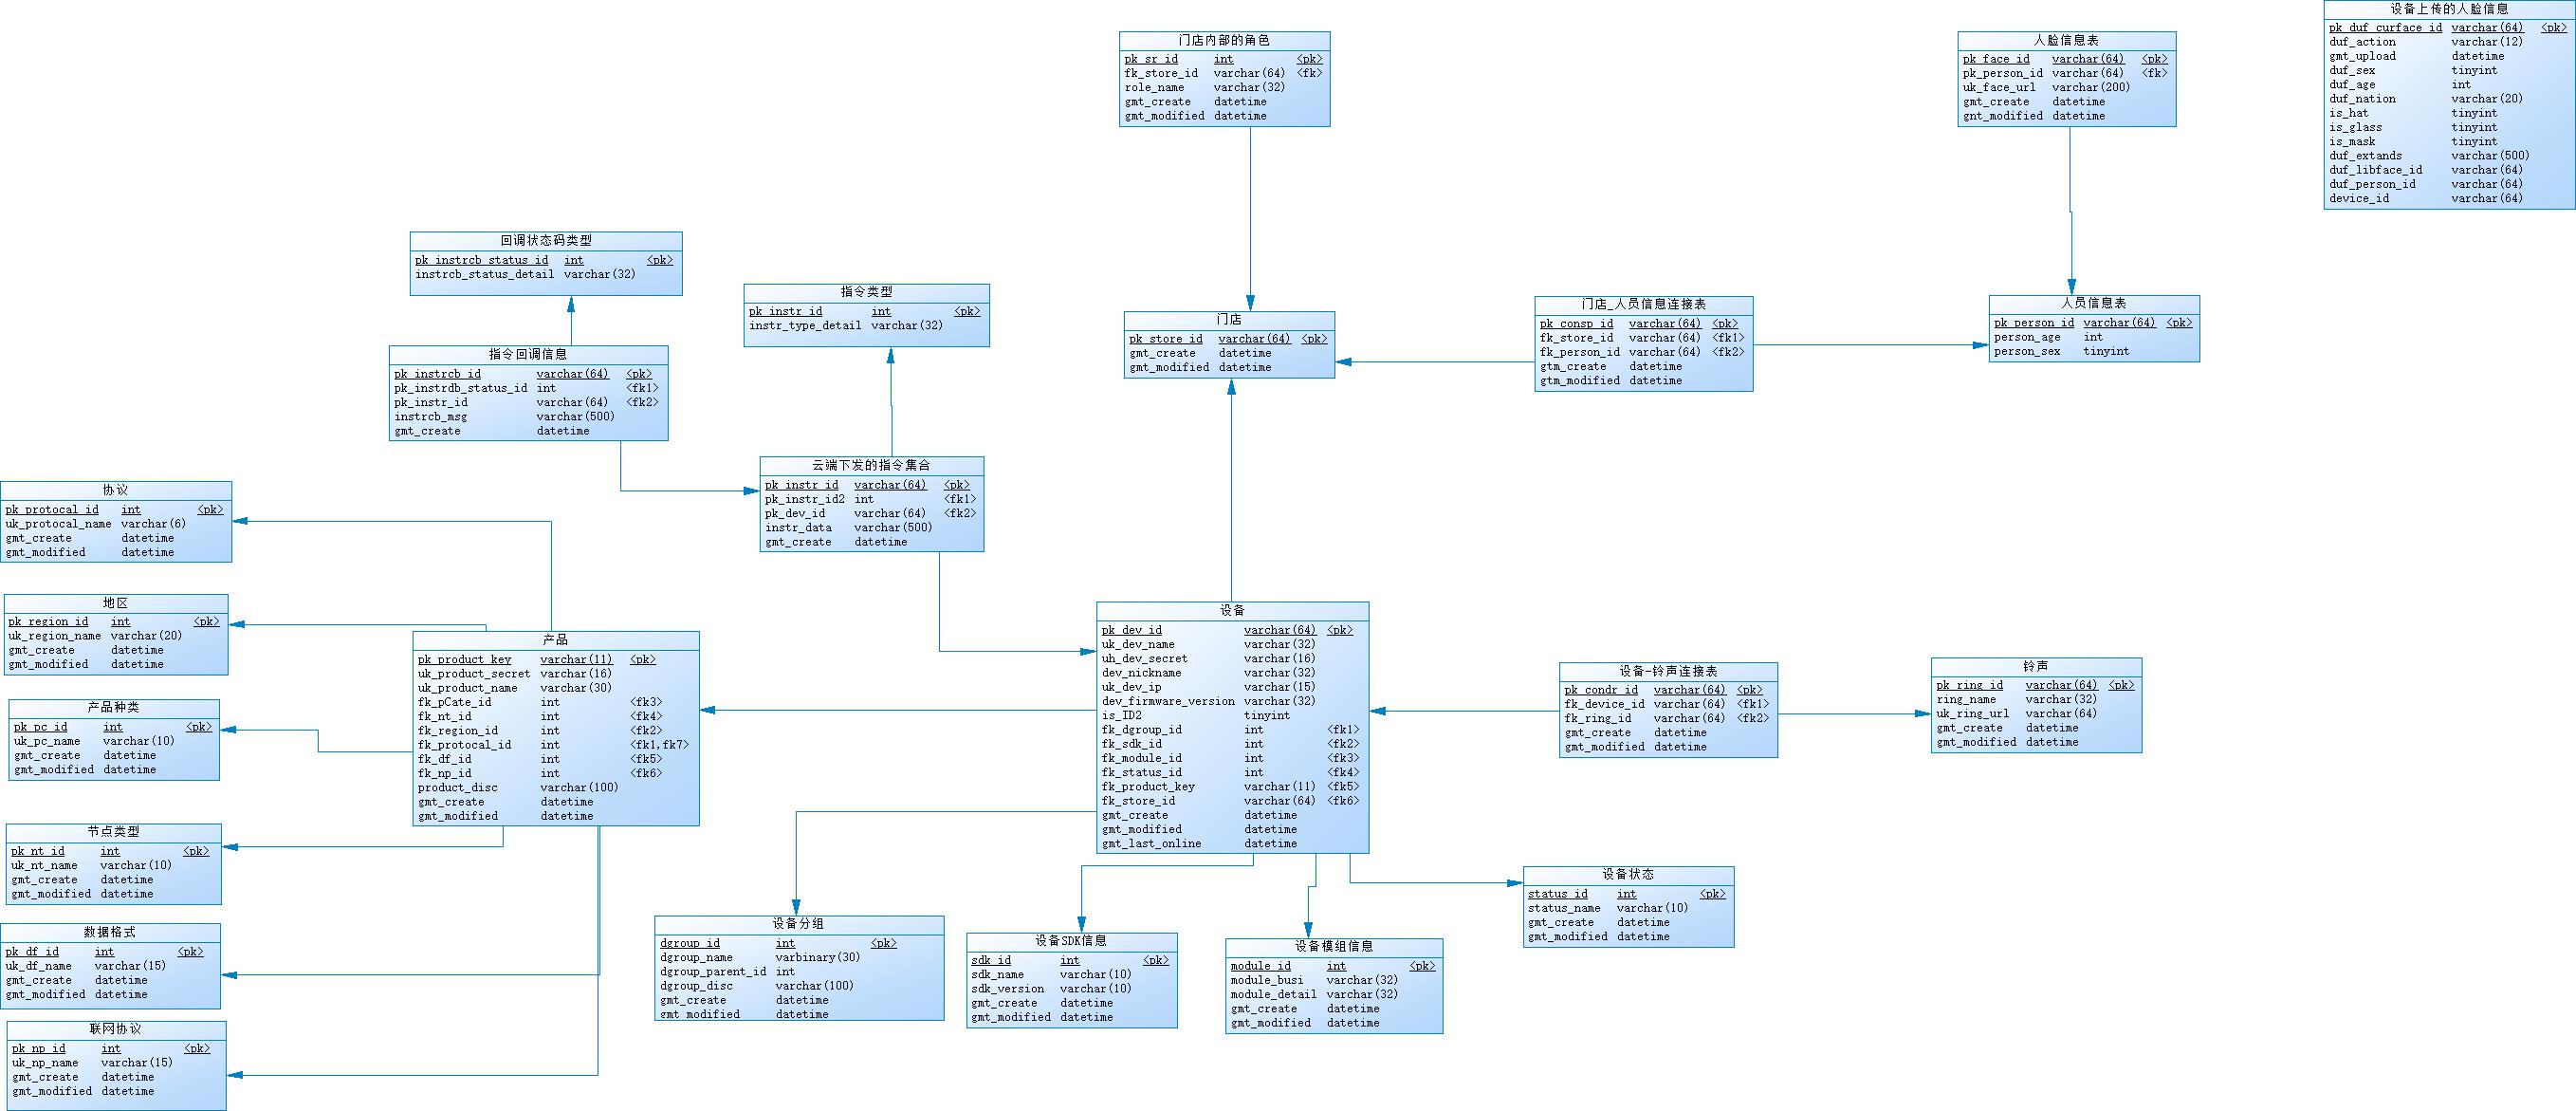 设备上传的人脸信息
pk_duf_curface_id varchar(64) <pk>
duf_action varchar(12)
gmt_upload datetime
duf_sex tinyint
duf_age int
duf_nation varchar(20)
is_hat tinyint
is_glass tinyint
is_mask tinyint
duf_extands varchar(500)
duf_libface_id varchar(64)
duf_person_id varchar(64)
device_id varchar(64)
门店内部的角色
pk_sr_id int <pk>
fk_store_id varchar(64) <fk>
role_name varchar(32)
gmt_create datetime
gmt_modified datetime
人脸信息表
pk_face_id varchar(64) <pk>
pk_person_id varchar(64) <fk>
uk_face_url varchar(200)
gmt_create datetime
gnt_modified datetime
回调状态码类型
pk_instrcb_status_id int <pk>
instrcb_status_detail varchar(32)
指令类型
pk_instr_id int <pk>
instr_type_detail varchar(32)
门店
pk_store_id varchar(64) <pk>
gmt_create datetime
gmt_modified datetime
门店_人员信息连接表
pk_consp_id varchar(64) <pk>
fk_store_id varchar(64) <fk1>
fk_person_id varchar(64) <fk2>
gtm_create datetime
gtm_modified datetime
人员信息表
pk_person_id varchar(64) <pk>
person_age int
person_sex tinyint
指令回调信息
pk_instrcb_id varchar(64) <pk>
pk_instrdb_status_id int <fk1>
pk_instr_id varchar(64) <fk2>
instrcb_msg varchar(500)
gmt_create datetime
云端下发的指令集合
pk_instr_id varchar(64) <pk>
pk_instr_id2 int <fk1>
pk_dev_id varchar(64) <fk2>
instr_data varchar(500)
gmt_create datetime
协议
pk_protocal_id int <pk>
uk_protocal_name varchar(6)
gmt_create datetime
gmt_modified datetime
地区
pk_region_id int <pk>
uk_region_name varchar(20)
gmt_create datetime
gmt_modified datetime
产品
pk_product_key varchar(11) <pk>
uk_product_secret varchar(16)
uk_product_name varchar(30)
fk_pCate_id int <fk3>
fk_nt_id int <fk4>
fk_region_id int <fk2>
fk_protocal_id int <fk1,fk7>
fk_df_id int <fk5>
fk_np_id int <fk6>
product_disc varchar(100)
gmt_create datetime
gmt_modified datetime
设备
pk_dev_id varchar(64) <pk>
uk_dev_name varchar(32)
uh_dev_secret varchar(16)
dev_nickname varchar(32)
uk_dev_ip varchar(15)
dev_firmware_version varchar(32)
is_ID2 tinyint
fk_dgroup_id int <fk1>
fk_sdk_id int <fk2>
fk_module_id int <fk3>
fk_status_id int <fk4>
fk_product_key varchar(11) <fk5>
fk_store_id varchar(64) <fk6>
gmt_create datetime
gmt_modified datetime
gmt_last_online datetime
设备-铃声连接表
pk_condr_id varchar(64) <pk>
fk_device_id varchar(64) <fk1>
fk_ring_id varchar(64) <fk2>
gmt_create datetime
gmt_modified datetime
铃声
pk_ring_id varchar(64) <pk>
ring_name varchar(32)
uk_ring_url varchar(64)
gmt_create datetime
gmt_modified datetime
产品种类
pk_pc_id int <pk>
uk_pc_name varchar(10)
gmt_create datetime
gmt_modified datetime
节点类型
pk_nt_id int <pk>
uk_nt_name varchar(10)
gmt_create datetime
gmt_modified datetime
数据格式
pk_df_id int <pk>
uk_df_name varchar(15)
gmt_create datetime
gmt_modified datetime
联网协议
pk_np_id int <pk>
uk_np_name varchar(15)
gmt_create datetime
gmt_modified datetime
设备分组
dgroup_id int <pk>
dgroup_name varbinary(30)
dgroup_parent_id int
dgroup_disc varchar(100)
gmt_create datetime
gmt_modified datetime
设备SDK信息
sdk_id int <pk>
sdk_name varchar(10)
sdk_version varchar(10)
gmt_create datetime
gmt_modified datetime
设备模组信息
module_id int <pk>
module_busi varchar(32)
module_detail varchar(32)
gmt_create datetime
gmt_modified datetime
设备状态
status_id int <pk>
status_name varchar(10)
gmt_create datetime
gmt_modified datetime